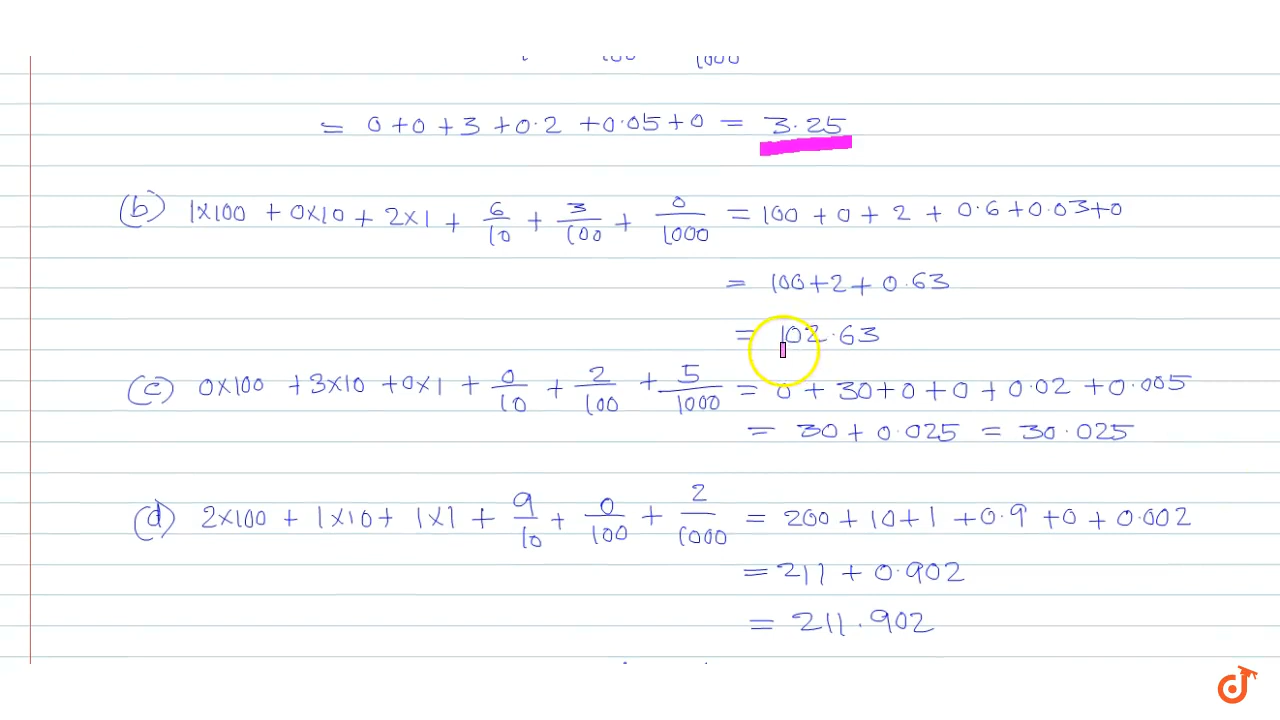 = 0+0+3+0.2+0.05+0 = 3.25
(b) 1×100 + 0×10 + 2×1 + 6/10 + 3/100 + 0/1000 = 100+0+2+0.6+0.03+0
= 100+2+0.63
= 102.63
(c) 0×100 + 3×10 + 0×1 + 0/10 + 2/100 + 5/1000 = 0+30+0+0+0.02+0.005
= 30+0.025 = 30.025
(d) 2×100 + 1×10 + 1×1 + 9/10 + 0/100 + 2/1000 = 200+10+1+0.9+0+0.002
= 211+0.902
= 211.902